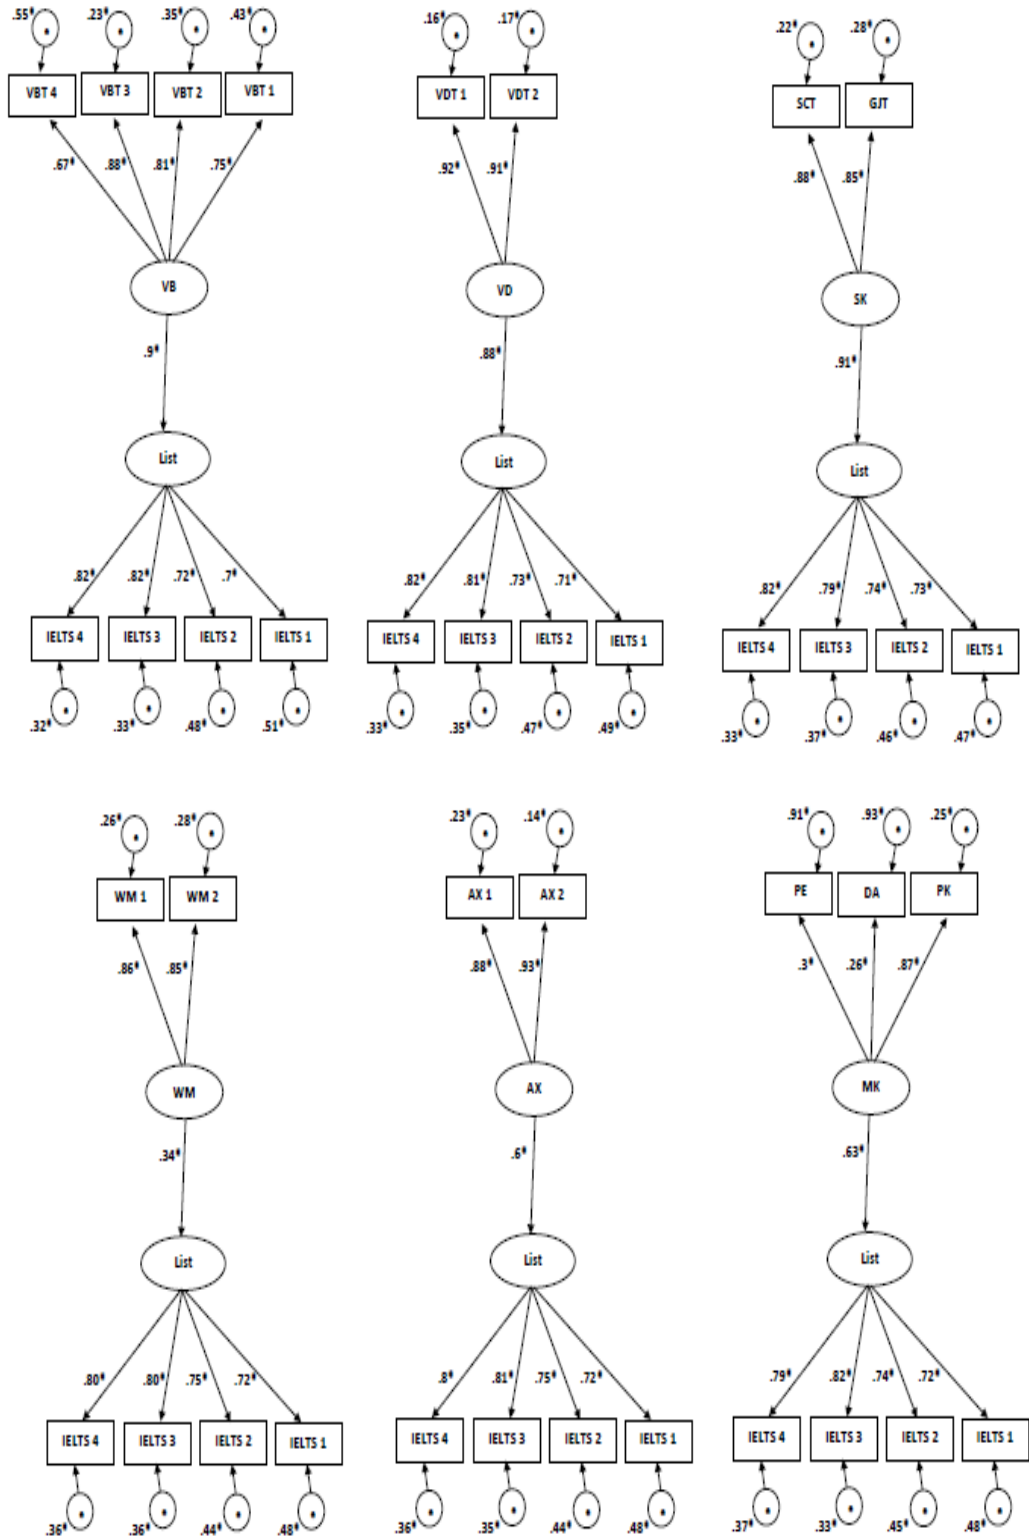 .55* .23* .35* .43*
VBT 4 VBT 3 VBT 2 VBT 1
.67* .88* .81* .75*
VB
.9*
List
.82* .82* .72* .7*
IELTS 4 IELTS 3 IELTS 2 IELTS 1
.32* .33* .48* .51*
.16* .17*
VDT 1 VDT 2
.92* .91*
VD
.88*
List
.82* .81* .73* .71*
IELTS 4 IELTS 3 IELTS 2 IELTS 1
.33* .35* .47* .49*
.22* .28*
SCT GJT
.88* .85*
SK
.91*
List
.82* .79* .74* .73*
IELTS 4 IELTS 3 IELTS 2 IELTS 1
.33* .37* .46* .47*
.26* .28*
WM 1 WM 2
.86* .85*
WM
.34*
List
.80* .80* .75* .72*
IELTS 4 IELTS 3 IELTS 2 IELTS 1
.36* .36* .44* .48*
.23* .14*
AX 1 AX 2
.88* .93*
AX
.6*
List
.8* .81* .75* .72*
IELTS 4 IELTS 3 IELTS 2 IELTS 1
.36* .35* .44* .48*
.91* .93* .25*
PE DA PK
.3* .26* .87*
MK
.63*
List
.79* .82* .74* .72*
IELTS 4 IELTS 3 IELTS 2 IELTS 1
.37* .33* .45* .48*